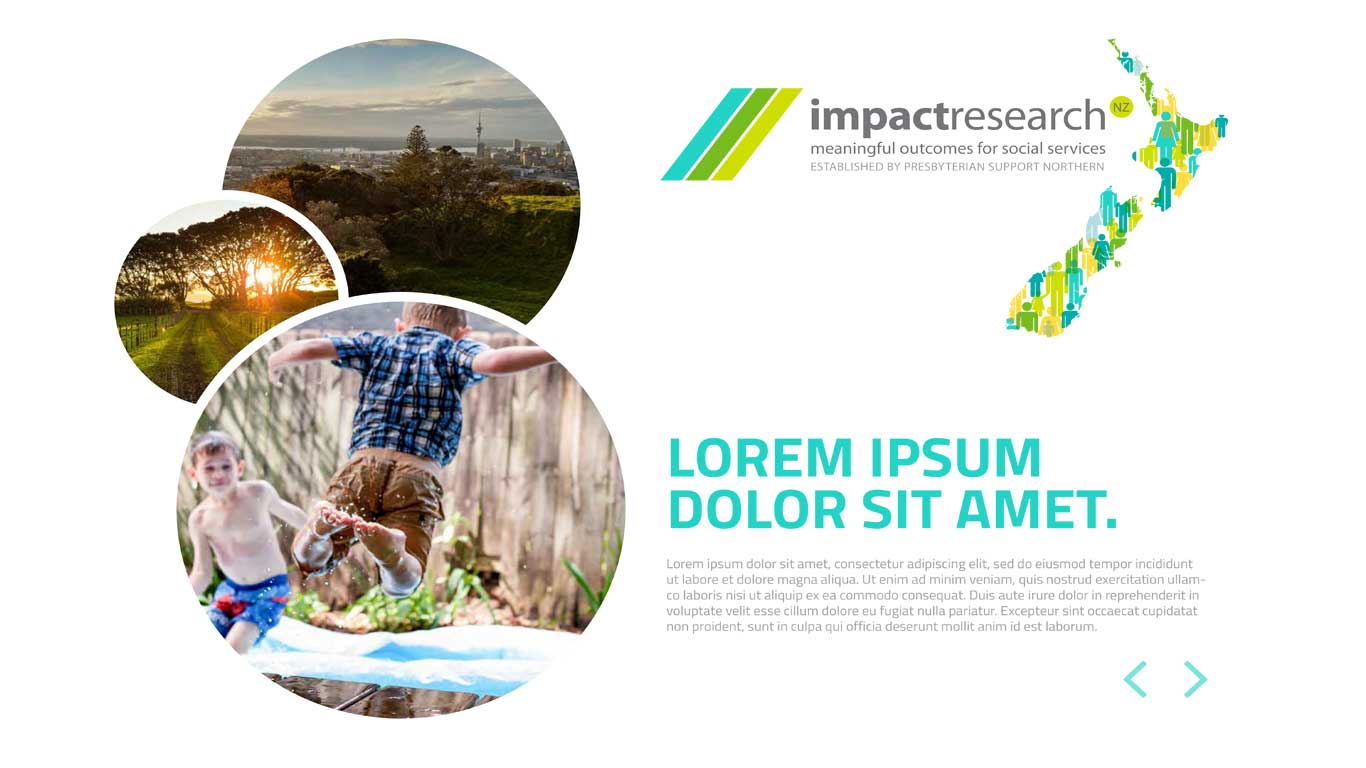 impactresearch NZ
meaningful outcomes for social services
ESTABLISHED BY PRESBYTERIAN SUPPORT NORTHERN
LOREM IPSUM
DOLOR SIT AMET.
Lorem ipsum dolor sit amet, consectetur adipiscing elit, sed do eiusmod tempor incididunt
ut labore et dolore magna aliqua. Ut enim ad minim veniam, quis nostrud exercitation ullam-
co laboris nisi ut aliquip ex ea commodo consequat. Duis aute irure dolor in reprehenderit in
voluptate velit esse cillum dolore eu fugiat nulla pariatur. Excepteur sint occaecat cupidatat
non proident, sunt in culpa qui officia deserunt mollit anim id est laborum.